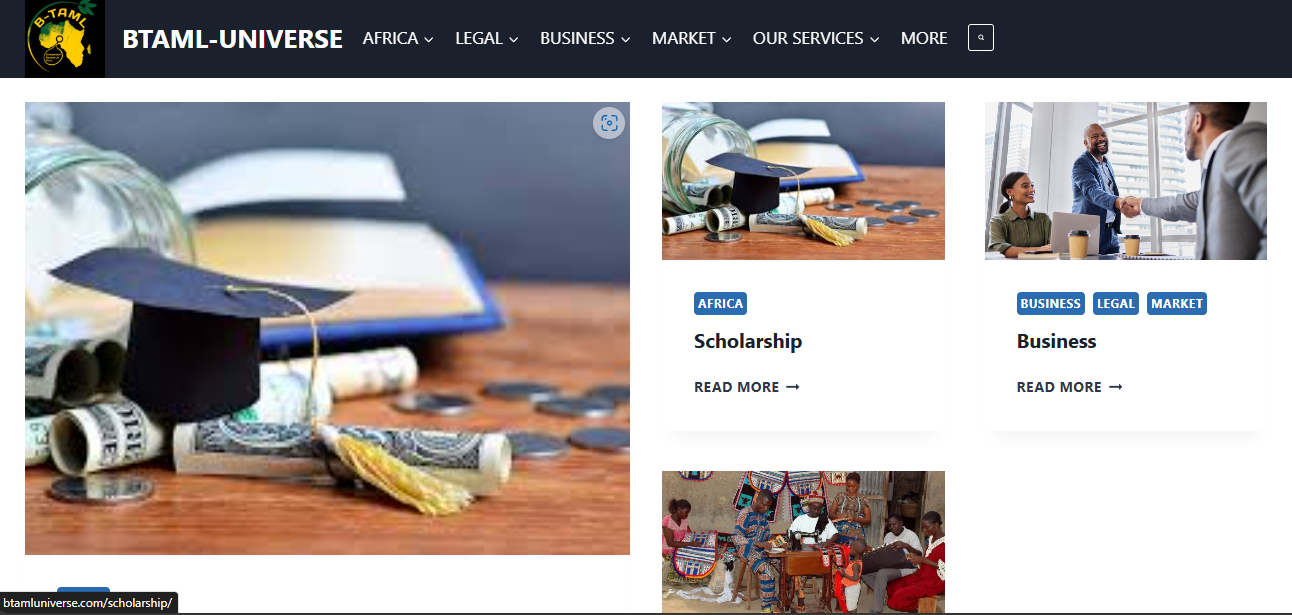 B-TAML
BTAML-UNIVERSE
AFRICA
LEGAL
BUSINESS
MARKET
OUR SERVICES
MORE
AFRICA
Scholarship
READ MORE →
BUSINESS LEGAL MARKET
Business
READ MORE →
btamluniverse.com/scholarship/